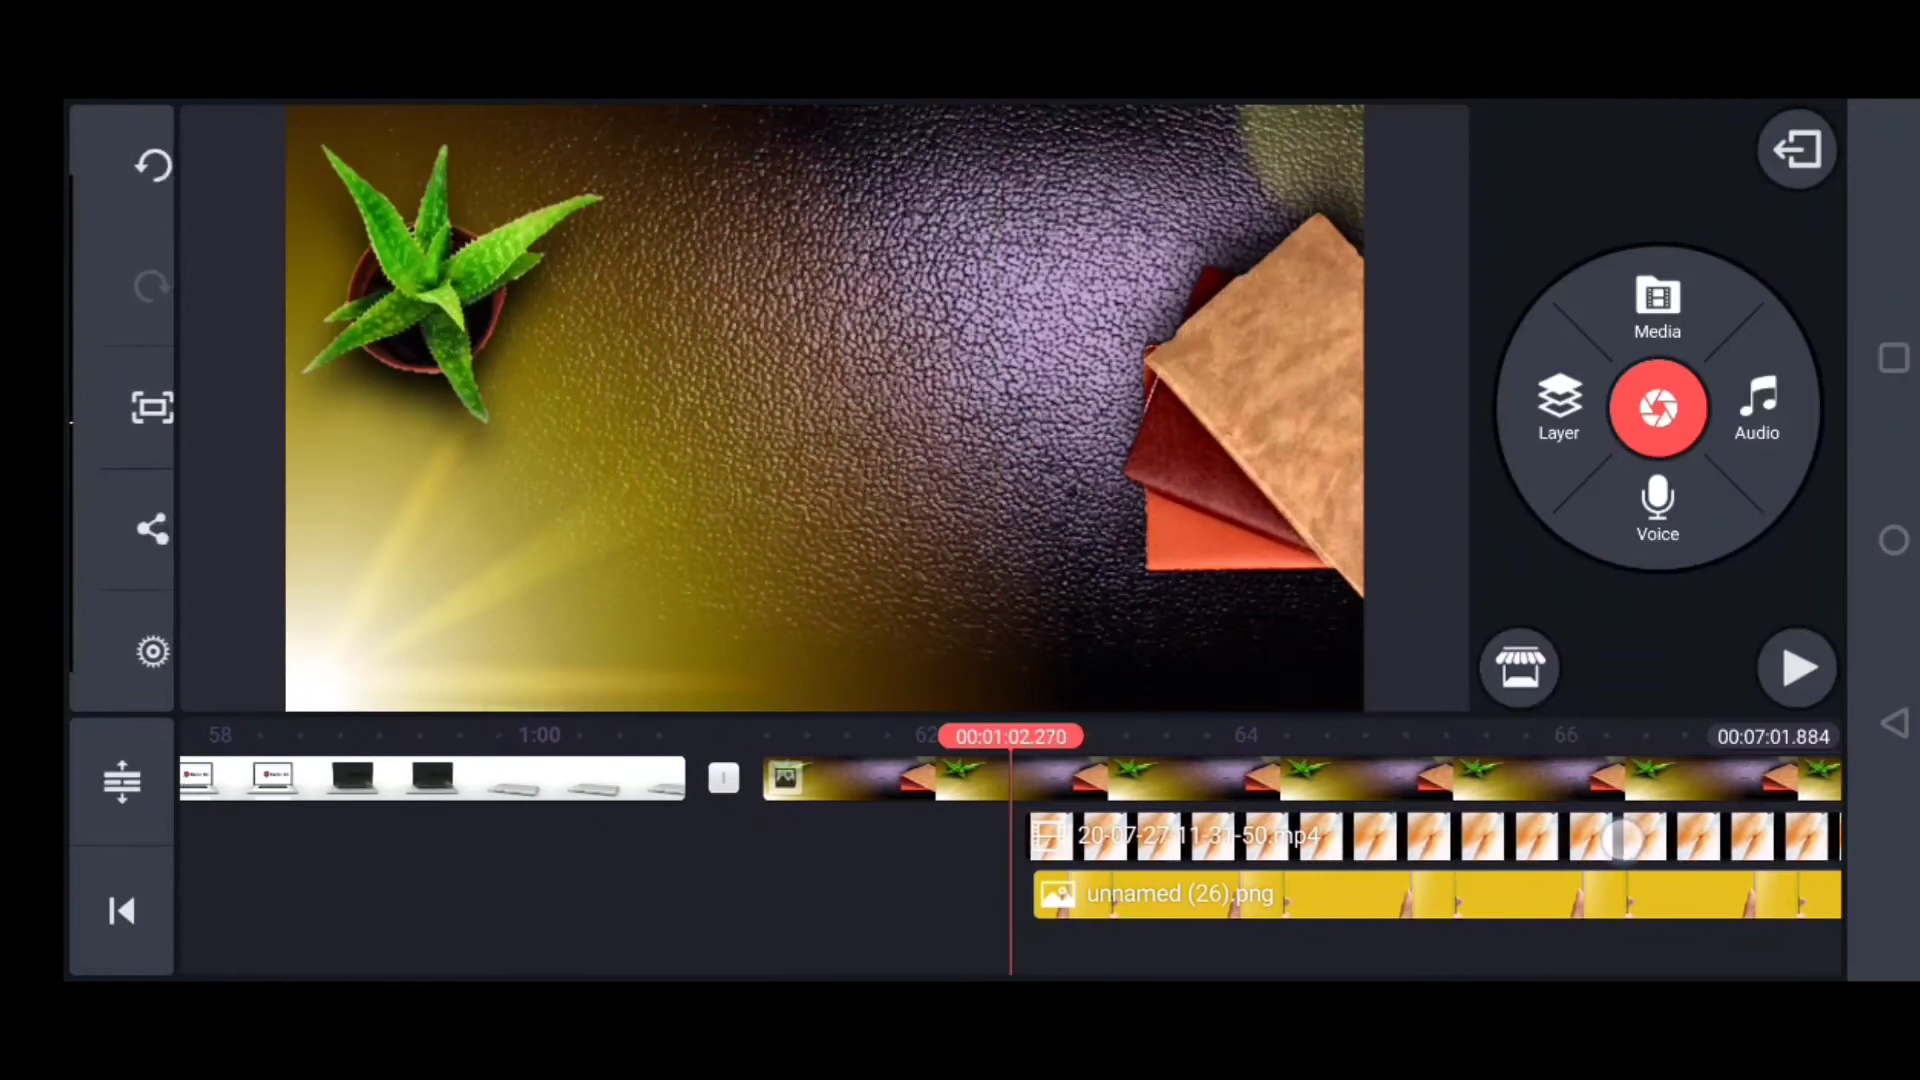 Media
Layer
Audio
Voice
58
1:00
62
00:01:02.270
64
66
00:07:01.884
20-07-27-11-31-50.mp4
unnamed (26).png